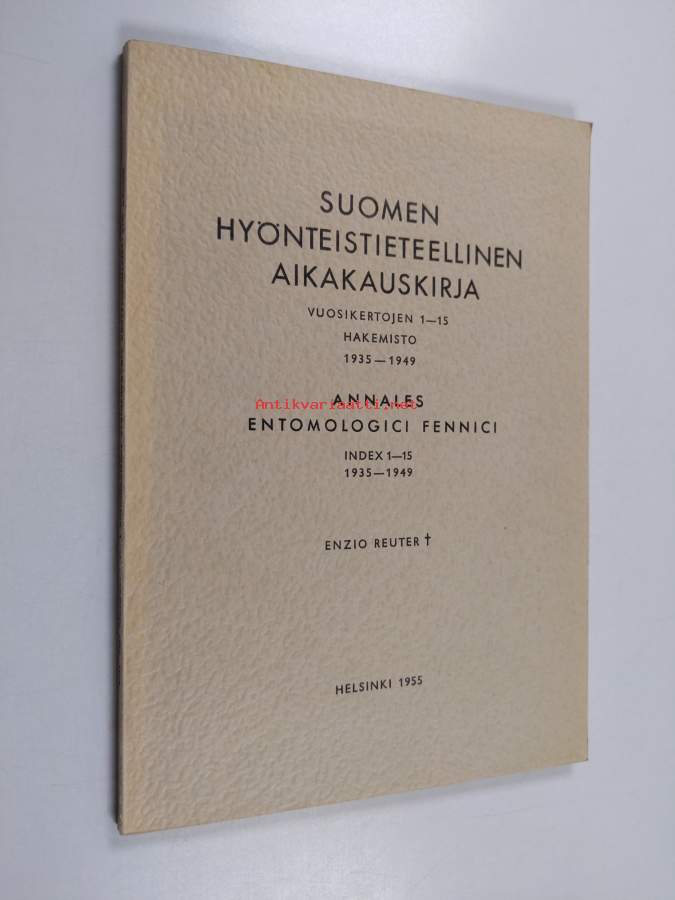 SUOMEN
HYÖNTEISTIETEELLINEN
AIKAKAUSKIRJA
VUOSIKERTOJEN 1—15
HAKEMISTO
1935 — 1949
ANNALES
Antikvariaatti.net
ENTOMOLOGICI FENNICI
INDEX 1—15
1935—1949
ENZIO REUTER †
HELSINKI 1955